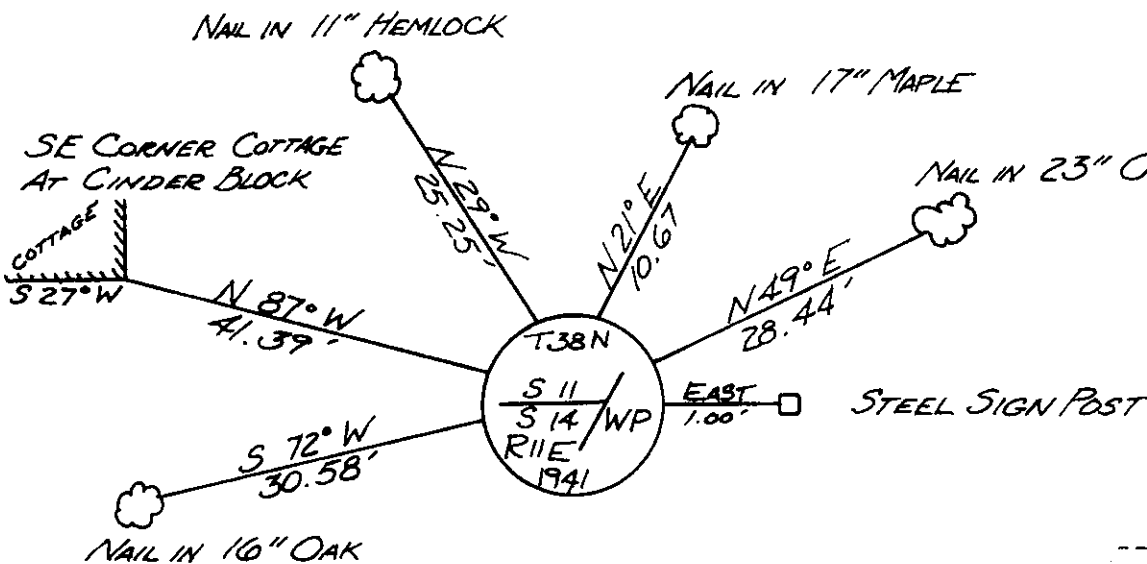 NAIL IN 11" HEMLOCK
NAIL IN 17" MAPLE
SE CORNER COTTAGE
AT CINDER BLOCK
NAIL IN 23"
COTTAGE
S 27° W
N 29° W
25.25'
N 21° E
10.67
N 49° E
28.44'
N 87° W
41.39'
T38N
S 11
S 14
WP
R11E
1941
EAST
1.00'
STEEL SIGN POST
S 72° W
30.58'
NAIL IN 16" OAK